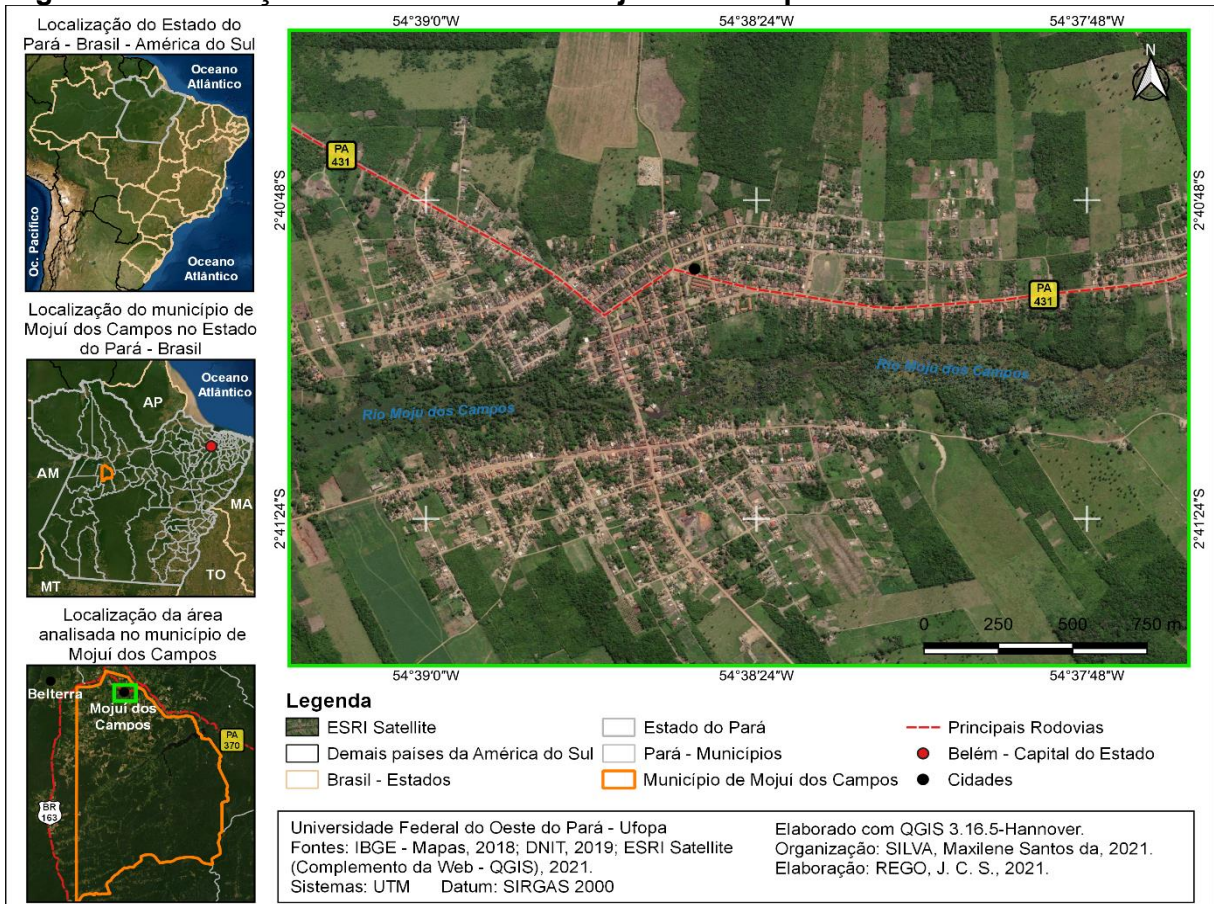 Localização do Estado do
Pará - Brasil - América do Sul
Oceano
Atlântico
Oc. Pacífico
Oceano
Atlântico
Localização do município de
Mojuí dos Campos no Estado
do Pará - Brasil
Oceano
Atlântico
AP
AM
MA
TO
MT
Localização da área
analisada no município de
Mojuí dos Campos
Belterra
Mojuí dos
Campos
PA
370
BR
163
54°39'0"W
54°38'24"W
54°37'48"W
N
PA
431
2°40'48"S
2°40'48"S
PA
431
Rio Moju dos Campos
Rio Moju dos Campos
2°41'24"S
2°41'24"S
0 250 500 750 m
54°39'0"W
54°38'24"W
54°37'48"W
Legenda
ESRI Satellite
Demais países da América do Sul
Brasil - Estados
Estado do Pará
Pará - Municípios
Município de Mojuí dos Campos
Principais Rodovias
Belém - Capital do Estado
Cidades
Universidade Federal do Oeste do Pará - Ufopa
Fontes: IBGE - Mapas, 2018; DNIT, 2019; ESRI Satellite
(Complemento da Web - QGIS), 2021.
Sistemas: UTM Datum: SIRGAS 2000
Elaborado com QGIS 3.16.5-Hannover.
Organização: SILVA, Maxilene Santos da, 2021.
Elaboração: REGO, J. C. S., 2021.